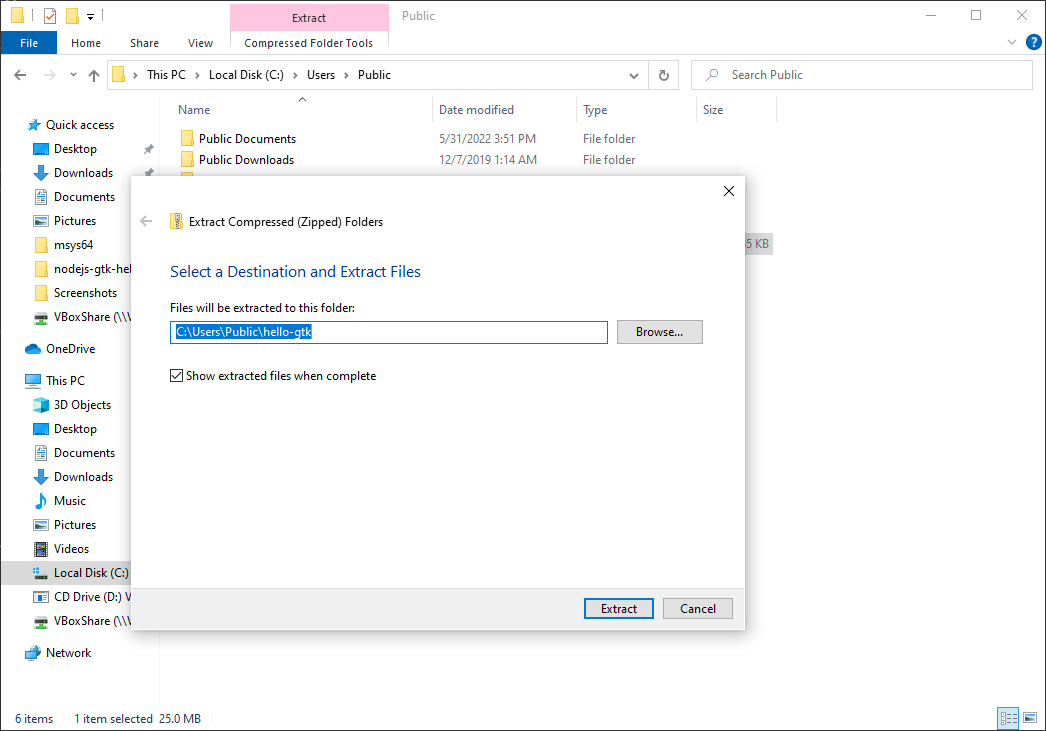 Extract
Public
File
Home
Share
View
Compressed Folder Tools
This PC
Local Disk (C:)
Users
Public
Search Public
Name
Date modified
Type
Size
Public Documents
5/31/2022 3:51 PM
File folder
Public Downloads
12/7/2019 1:14 AM
File folder
KB
Quick access
Desktop
Downloads
Documents
Pictures
msys64
nodejs-gtk-hel
Screenshots
VBoxShare (\\V
OneDrive
This PC
3D Objects
Desktop
Documents
Downloads
Music
Pictures
Videos
Local Disk (C:)
CD Drive (D:) V
VBoxShare (\\V
Network
Extract Compressed (Zipped) Folders
Select a Destination and Extract Files
Files will be extracted to this folder:
C:\Users\Public\hello-gtk
Browse...
Show extracted files when complete
Extract
Cancel
6 items
1 item selected 25.0 MB